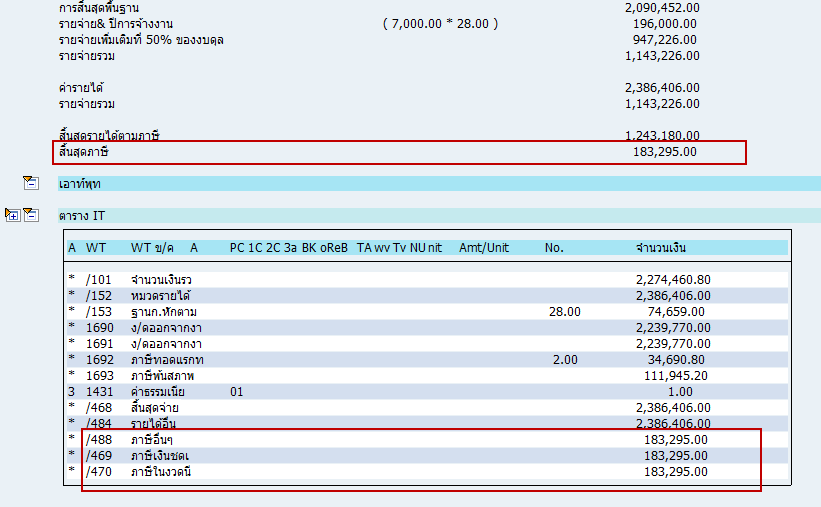 การสิ้นสุดพื้นฐาน 2,090,452.00
รายจ่าย& ปีการจ้างงาน ( 7,000.00 * 28.00 ) 196,000.00
รายจ่ายเพิ่มเติมที่ 50% ของงบดุล 947,226.00
รายจ่ายรวม 1,143,226.00
ค่ารายได้ 2,386,406.00
รายจ่ายรวม 1,143,226.00
สิ้นสุดรายได้ตามภาษี 1,243,180.00
สิ้นสุดภาษี 183,295.00
เอาท์พุท
ตาราง IT
A WT WT ข/ค A PC 1C 2C 3a BK oReB TA wv Tv NU nit Amt/Unit No. จำนวนเงิน
* /101 จำนวนเงินรว 2,274,460.80
* /152 หมวดรายได้ 2,386,406.00
* /153 ฐานก.หักตาม 28.00 74,659.00
* 1690 ง/ดออกจากงา 2,239,770.00
* 1691 ง/ดออกจากงา 2,239,770.00
* 1692 ภาษีทอดแรกท 2.00 34,690.80
* 1693 ภาษีพ้นสภาพ 111,945.20
3 1431 ค่าธรรมเนีย 01 1.00
* /468 สิ้นสุดจ่าย 2,386,406.00
* /484 รายได้อื่น 2,386,406.00
* /488 ภาษีอื่นๆ 183,295.00
* /469 ภาษีเงินชดเ 183,295.00
* /470 ภาษีในงวดนี้ 183,295.00